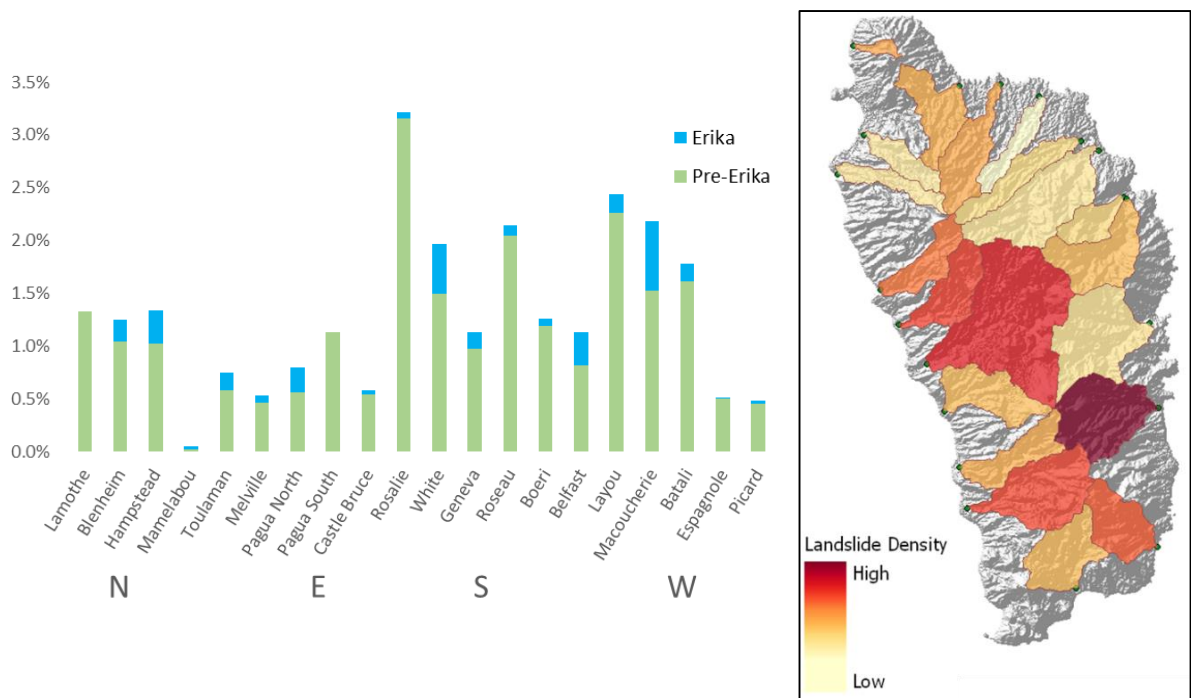 3.5%
3.0%
2.5%
2.0%
1.5%
1.0%
0.5%
0.0%
Erika
Pre-Erika
Lamothe
Blenheim
Hampstead
Mamelabou
Toulaman
Melville
Pagua North
Pagua South
Castle Bruce
Rosalie
White
Geneva
Roseau
Boeri
Belfast
Layou
Macoucherie
Batali
Espagnole
Picard
N E S W
Landslide Density
High
Low